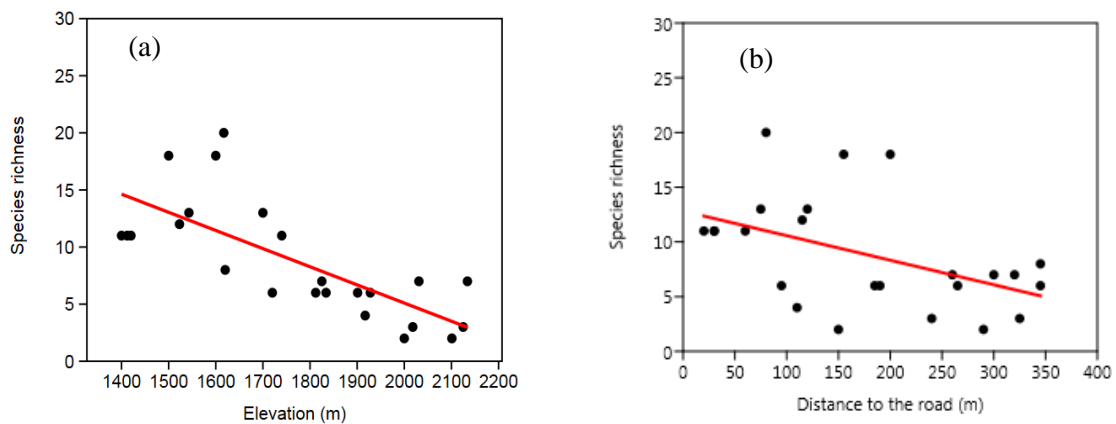 (a)
Species richness
30
25
20
15
10
5
0
1400 1500 1600 1700 1800 1900 2000 2100 2200
Elevation (m)
(b)
Species richness
30
25
20
15
10
5
0
0 50 100 150 200 250 300 350 400
Distance to the road (m)